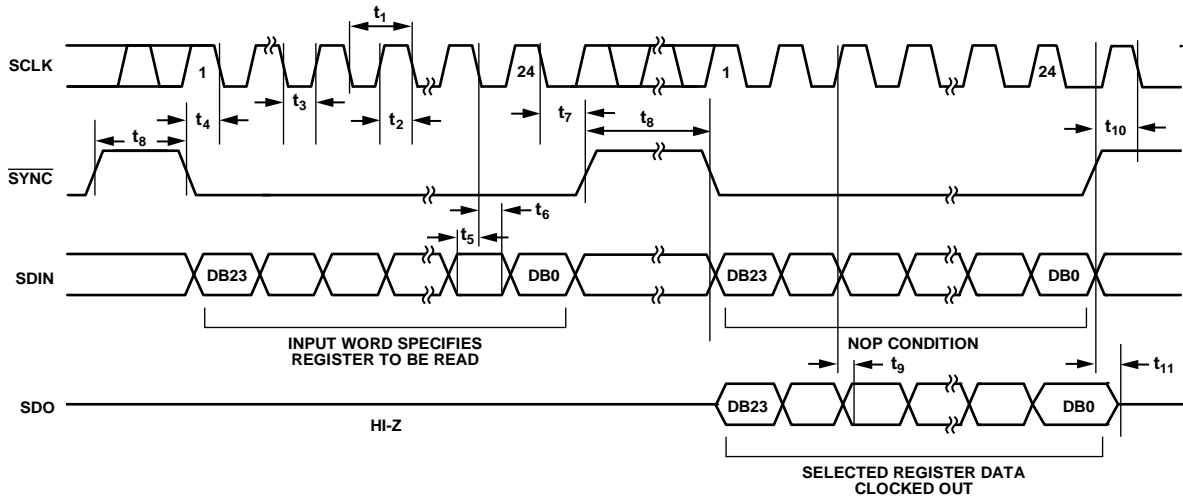 t1
SCLK
1
24
1
24
t4
t3
t2
t7
t8
t8
t10
SYNC
t6
t5
SDIN
DB23
DB0
DB23
DB0
INPUT WORD SPECIFIES
REGISTER TO BE READ
NOP CONDITION
t9
t11
SDO
DB23
DB0
HI-Z
SELECTED REGISTER DATA
CLOCKED OUT